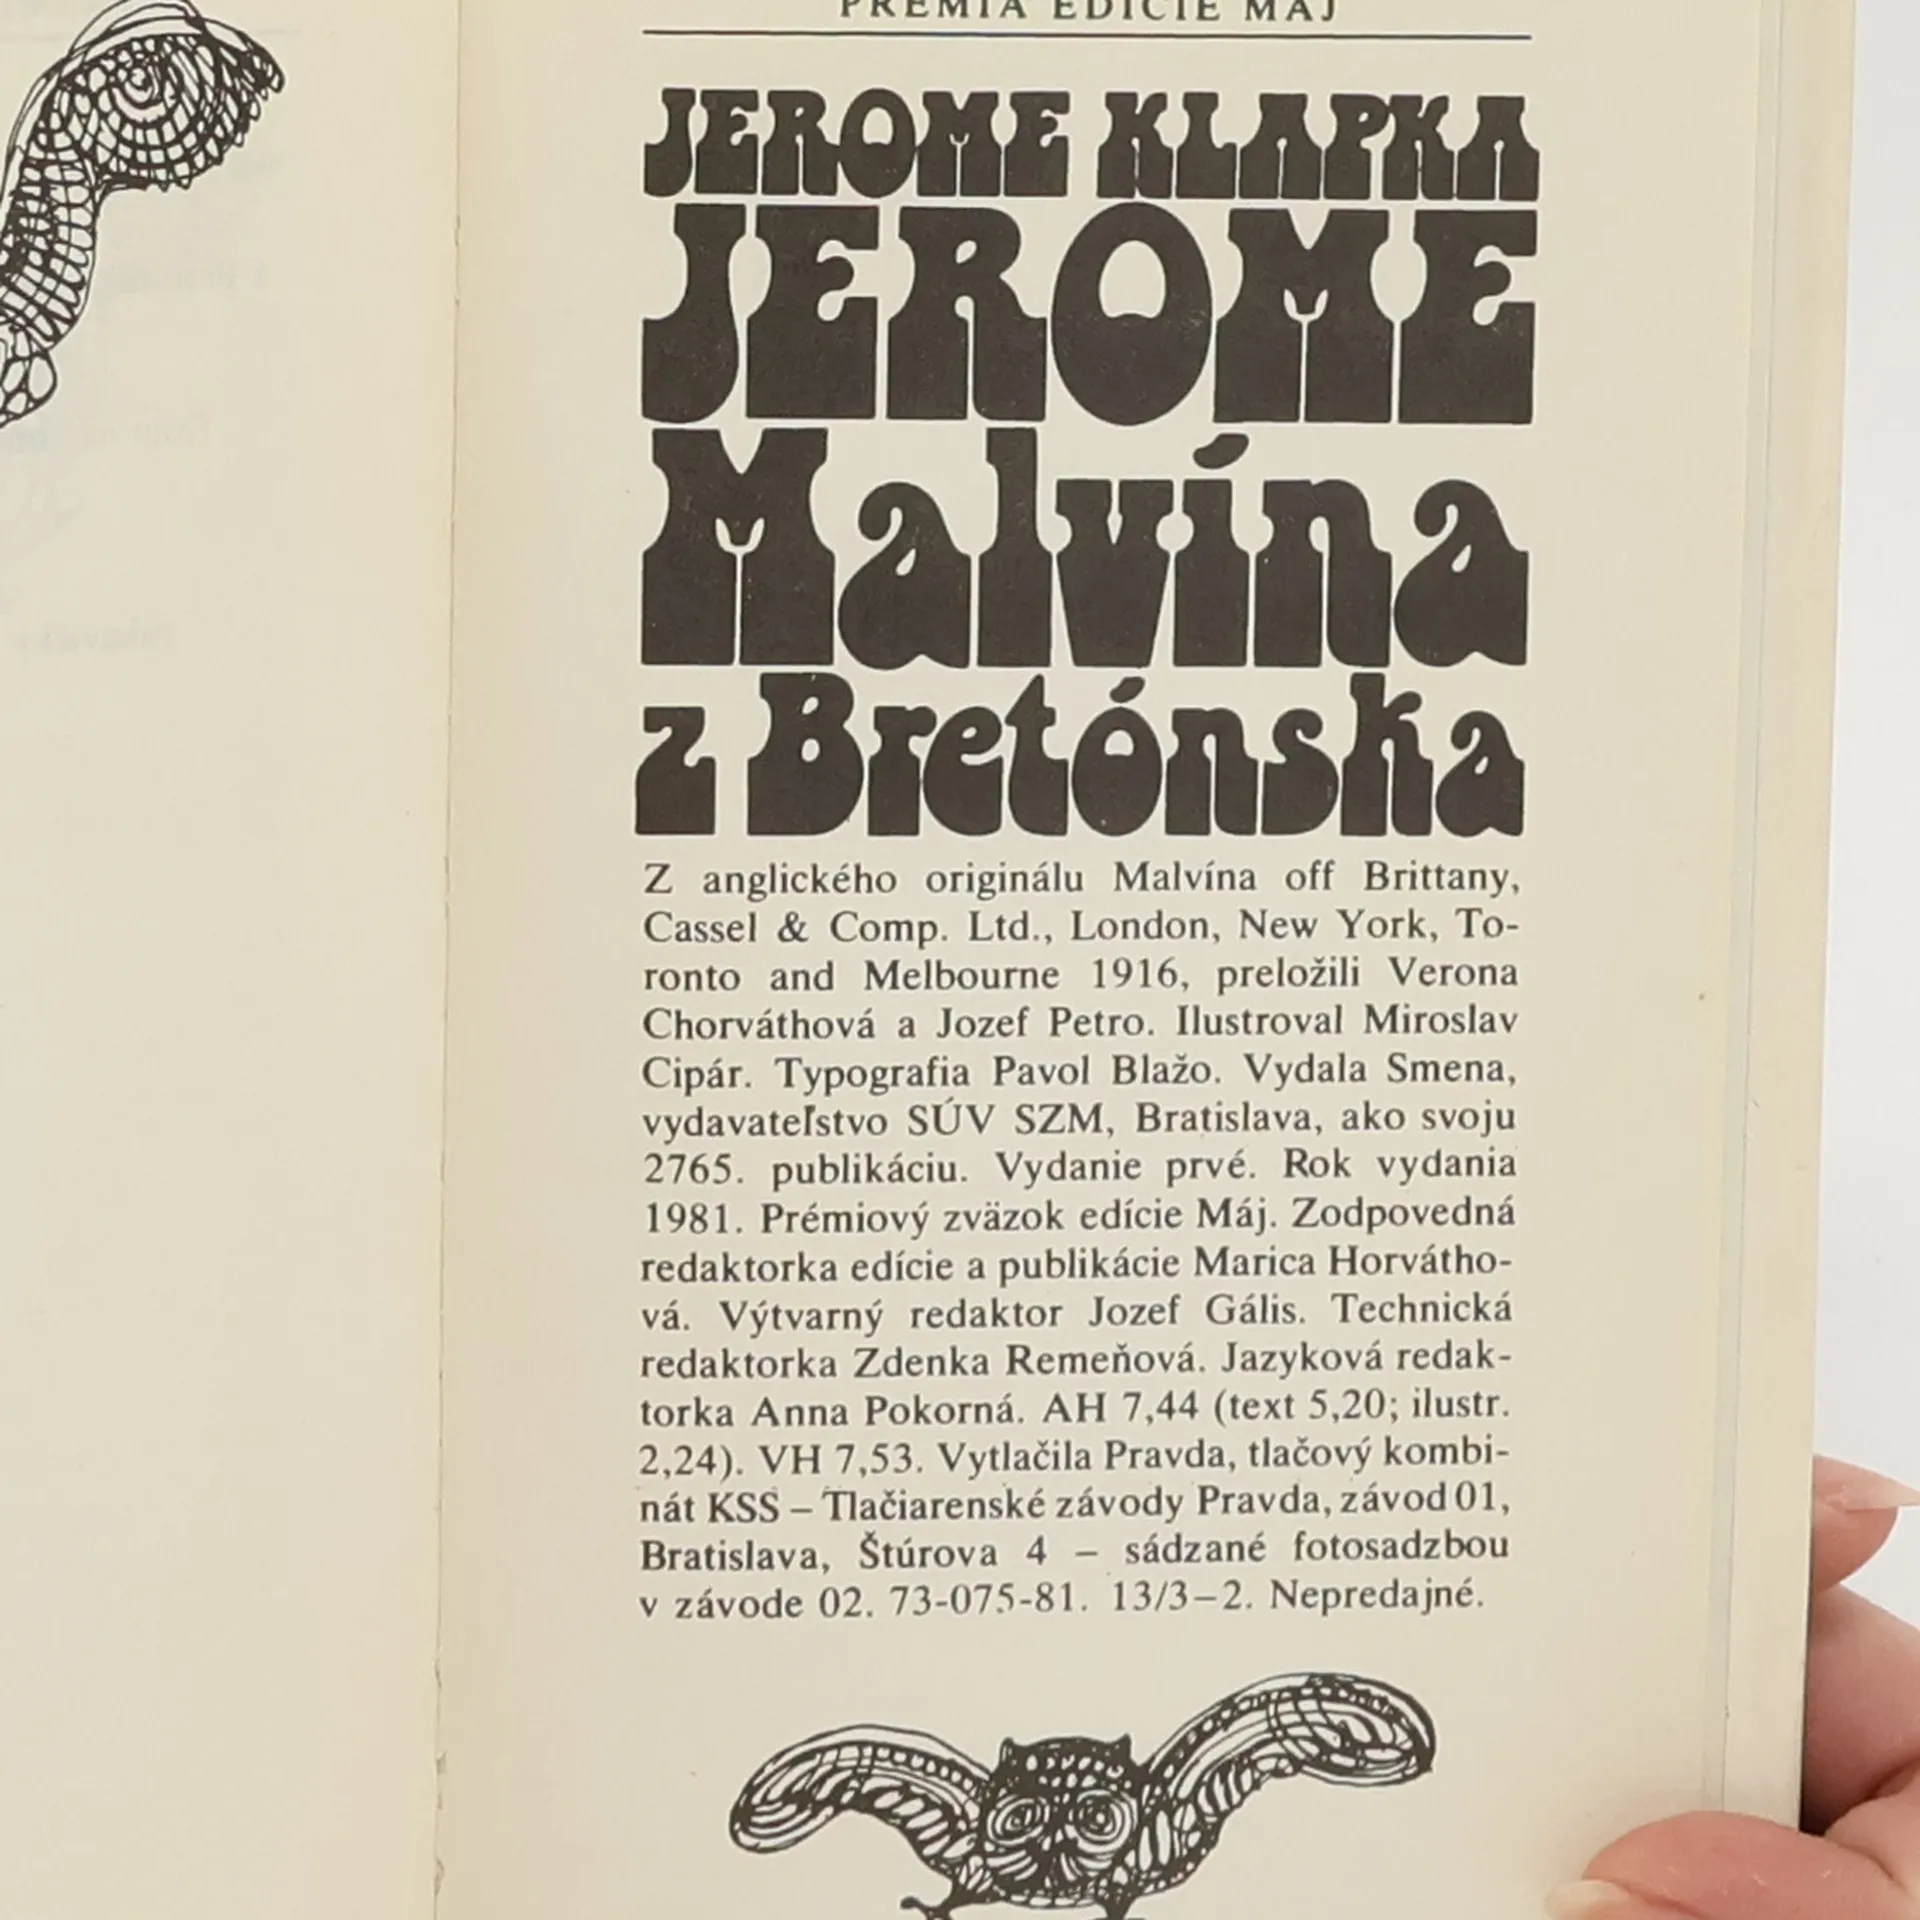 PRÉMIA EDÍCIE MÁJ
JEROME KLAPKA
JEROME
Malvína
z Bretónska
Z anglického originálu Malvína off Brittany,
Cassel & Comp. Ltd., London, New York, To-
ronto and Melbourne 1916, preložili Verona
Chorváthová a Jozef Petro. Ilustroval Miroslav
Cipár. Typografia Pavol Blažo. Vydala Smena,
vydavateľstvo SÚV SZM, Bratislava, ako svoju
2765. publikáciu. Vydanie prvé. Rok vydania
1981. Prémiový zväzok edície Máj. Zodpovedná
redaktorka edície a publikácie Marica Horvátho-
vá. Výtvarný redaktor Jozef Gális. Technická
redaktorka Zdenka Remeňová. Jazyková redak-
torka Anna Pokorná. AH 7,44 (text 5,20; ilustr.
2,24). VH 7,53. Vytlačila Pravda, tlačový kombi-
nát KSS – Tlačiarenské závody Pravda, závod 01,
Bratislava, Štúrova 4 – sádzané fotosadzbou
v závode 02. 73-075-81. 13/3–2. Nepredajné.